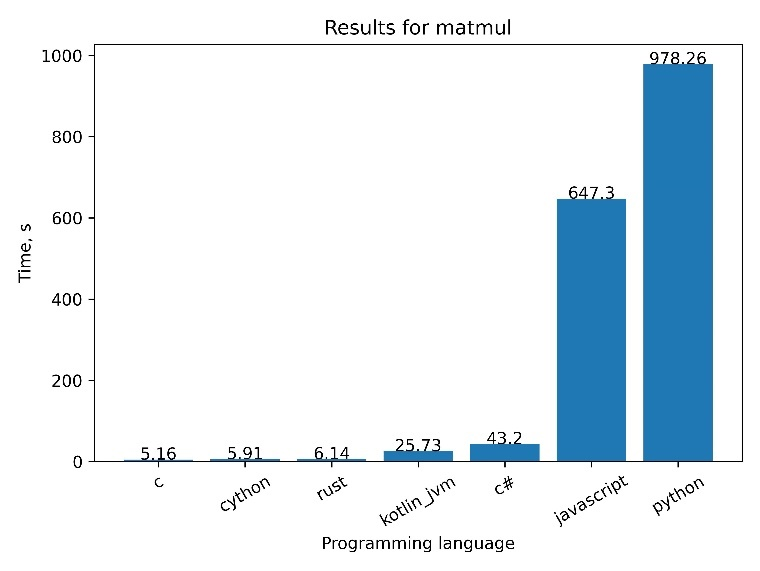 Results for matmul
1000
800
600
400
200
0
Time, s
5.16
5.91
6.14
25.73
43.2
647.3
978.26
c
cython
rust
kotlin_jvm
c#
javascript
python
Programming language